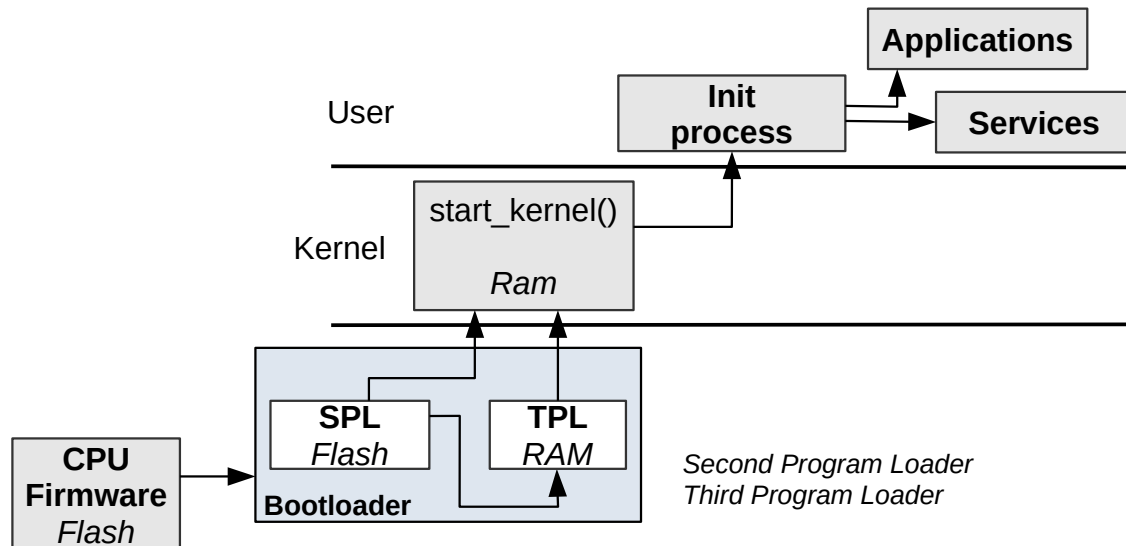 Applications
User
Init
process
Services
Kernel
start_kernel()
Ram
SPL
Flash
TPL
RAM
Bootloader
CPU
Firmware
Flash
Second Program Loader
Third Program Loader